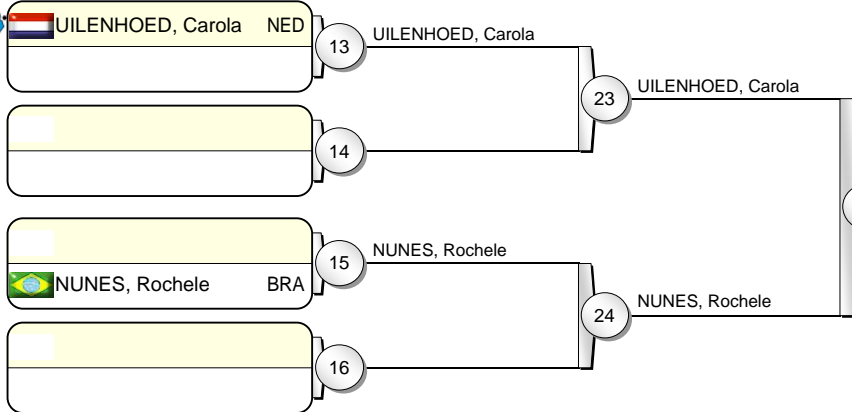 UILENHOED, Carola NED
13
UILENHOED, Carola
23
UILENHOED, Carola
14
15
NUNES, Rochele
NUNES, Rochele BRA
24
NUNES, Rochele
16